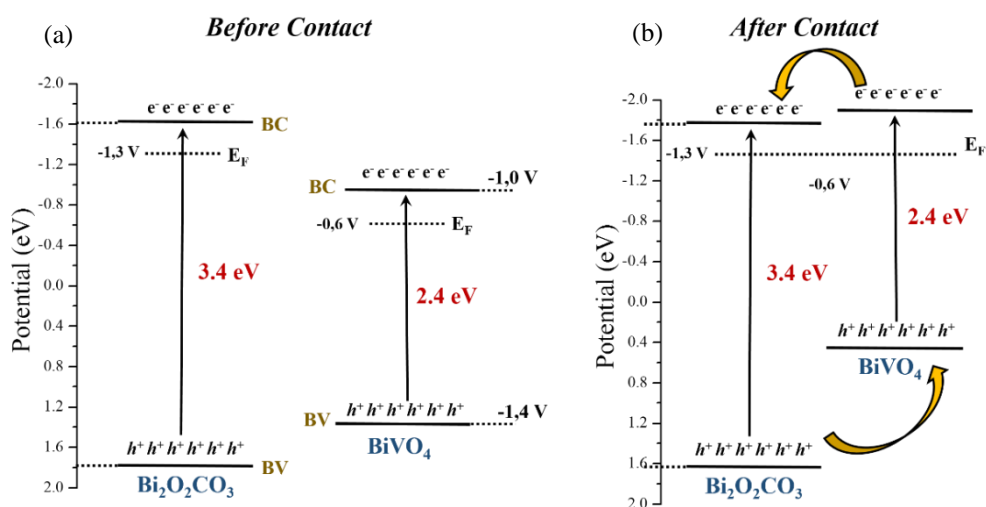 (a)
Before Contact
-2.0
-1.6
-1.2
-0.8
-0.4
0.0
0.4
0.8
1.2
1.6
2.0
Potential (eV)
e⁻ e⁻ e⁻ e⁻ e⁻ e⁻
BC
-1,3 V
E_F
3.4 eV
h⁺ h⁺ h⁺ h⁺ h⁺ h⁺
BV
Bi₂O₂CO₃
e⁻ e⁻ e⁻ e⁻ e⁻ e⁻
BC
-1,0 V
-0,6 V
E_F
2.4 eV
h⁺ h⁺ h⁺ h⁺ h⁺ h⁺
BV
-1,4 V
BiVO₄
(b)
After Contact
-2.0
-1.6
-1.2
-0.8
-0.4
0.0
0.4
0.8
1.2
1.6
2.0
Potential (eV)
e⁻ e⁻ e⁻ e⁻ e⁻ e⁻
e⁻ e⁻ e⁻ e⁻ e⁻ e⁻
-1,3 V
E_F
-0,6 V
3.4 eV
2.4 eV
h⁺ h⁺ h⁺ h⁺ h⁺ h⁺
BiVO₄
h⁺ h⁺ h⁺ h⁺ h⁺ h⁺
Bi₂O₂CO₃